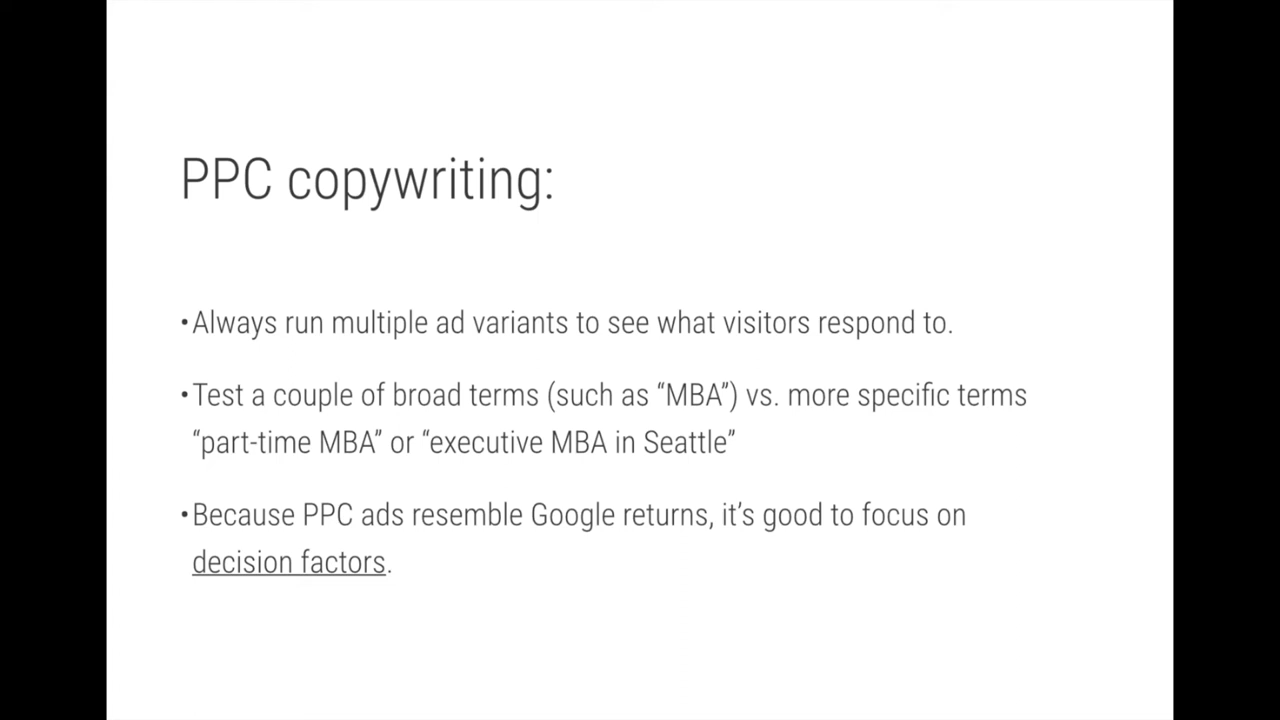 PPC copywriting:
•Always run multiple ad variants to see what visitors respond to.
•Test a couple of broad terms (such as “MBA”) vs. more specific terms
“part-time MBA” or “executive MBA in Seattle”
•Because PPC ads resemble Google returns, it’s good to focus on
decision factors.